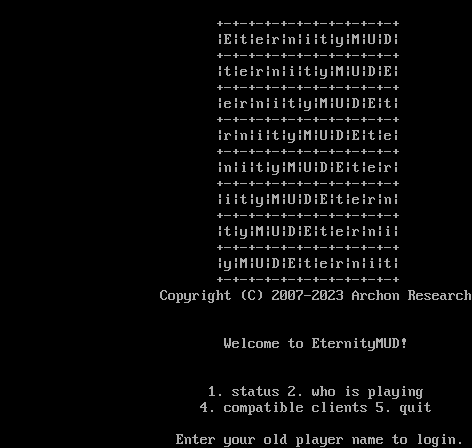 +-+-+-+-+-+-+-+-+-+-+-+
|E|t|e|r|n|i|t|y|M|U|D|
+-+-+-+-+-+-+-+-+-+-+-+
|t|e|r|n|i|t|y|M|U|D|E|
+-+-+-+-+-+-+-+-+-+-+-+
|e|r|n|i|t|y|M|U|D|E|t|
+-+-+-+-+-+-+-+-+-+-+-+
|r|n|i|t|y|M|U|D|E|t|e|
+-+-+-+-+-+-+-+-+-+-+-+
|n|i|t|y|M|U|D|E|t|e|r|
+-+-+-+-+-+-+-+-+-+-+-+
|i|t|y|M|U|D|E|t|e|r|n|
+-+-+-+-+-+-+-+-+-+-+-+
|t|y|M|U|D|E|t|e|r|n|i|
+-+-+-+-+-+-+-+-+-+-+-+
|y|M|U|D|E|t|e|r|n|i|t|
+-+-+-+-+-+-+-+-+-+-+-+
Copyright (C) 2007-2023 Archon Research
Welcome to EternityMUD!
1. status 2. who is playing
4. compatible clients 5. quit
Enter your old player name to login.